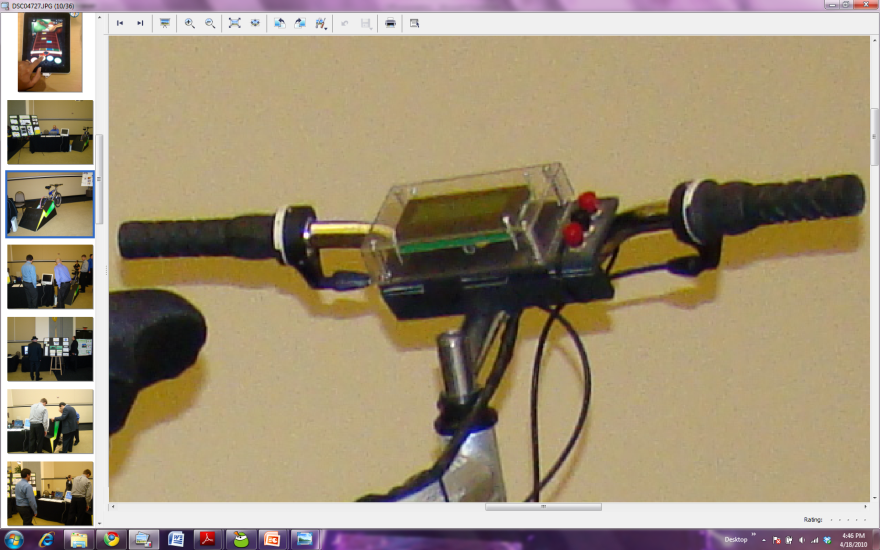 DSC04727.JPG (10/36)
Rating:
Desktop
4:46 PM
4/18/2010